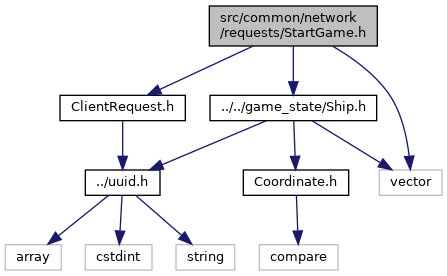 src/common/network
/requests/StartGame.h
ClientRequest.h
../../game_state/Ship.h
../uuid.h
Coordinate.h
vector
array
cstdint
string
compare